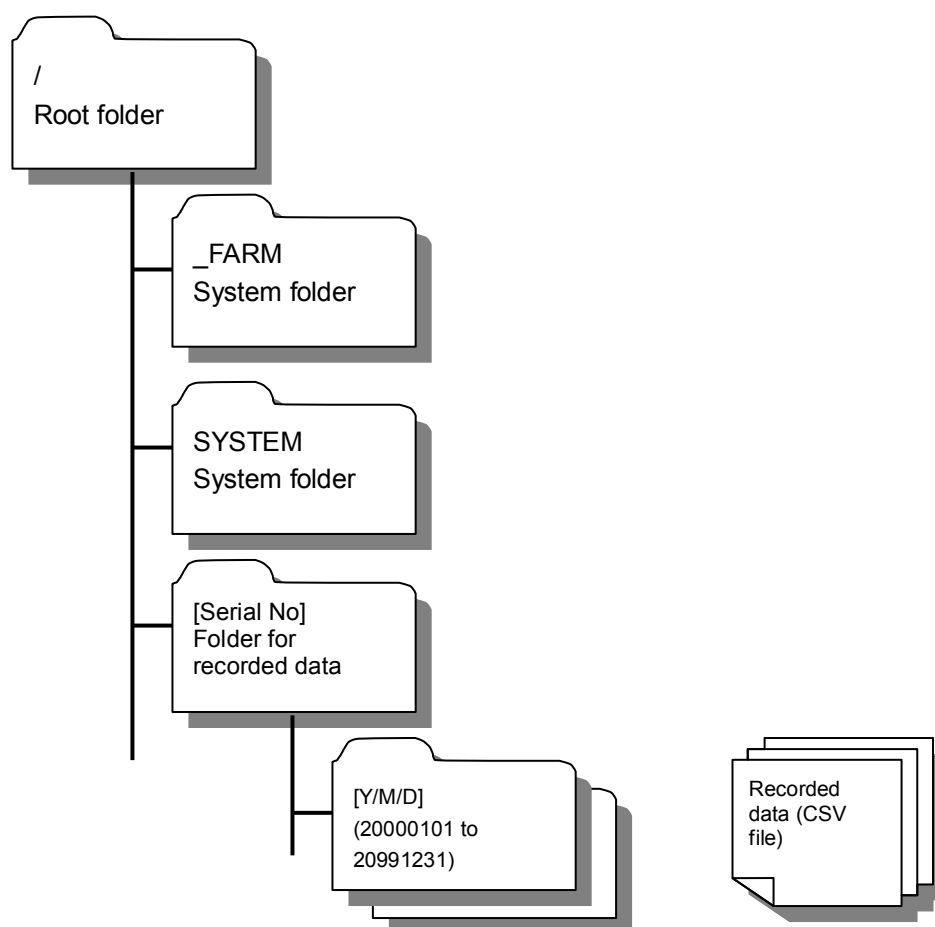 /
Root folder
_FARM
System folder
SYSTEM
System folder
[Serial No]
Folder for
recorded data
[Y/M/D]
(20000101 to
20991231)
Recorded
data (CSV
file)